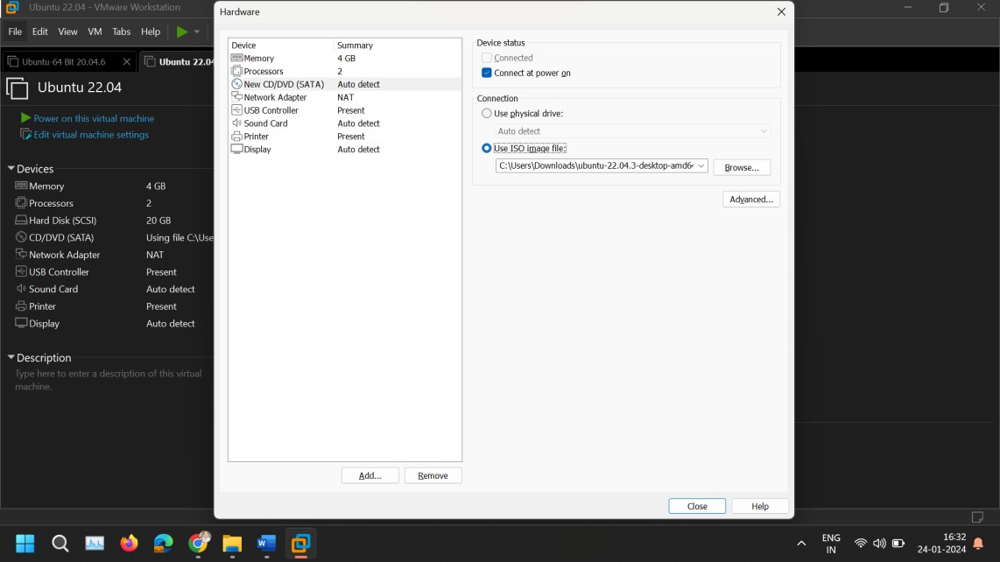 Ubuntu 22.04 - VMware Workstation
File Edit View VM Tabs Help
Ubuntu-64 Bit 20.04.6
Ubuntu 22.04
Ubuntu 22.04
Power on this virtual machine
Edit virtual machine settings
Devices
Memory 4 GB
Processors 2
Hard Disk (SCSI) 20 GB
CD/DVD (SATA) Using file C:\Use
Network Adapter NAT
USB Controller Present
Sound Card Auto detect
Printer Present
Display Auto detect
Description
Type here to enter a description of this virtual
machine.
Hardware
Device Summary
Memory 4 GB
Processors 2
New CD/DVD (SATA) Auto detect
Network Adapter NAT
USB Controller Present
Sound Card Auto detect
Printer Present
Display Auto detect
Add...
Remove
Device status
Connected
Connect at power on
Connection
Use physical drive:
Auto detect
Use ISO image file:
C:\Users\Downloads\ubuntu-22.04.3-desktop-amd6
Browse...
Advanced...
Close
Help
ENG
IN
16:32
24-01-2024